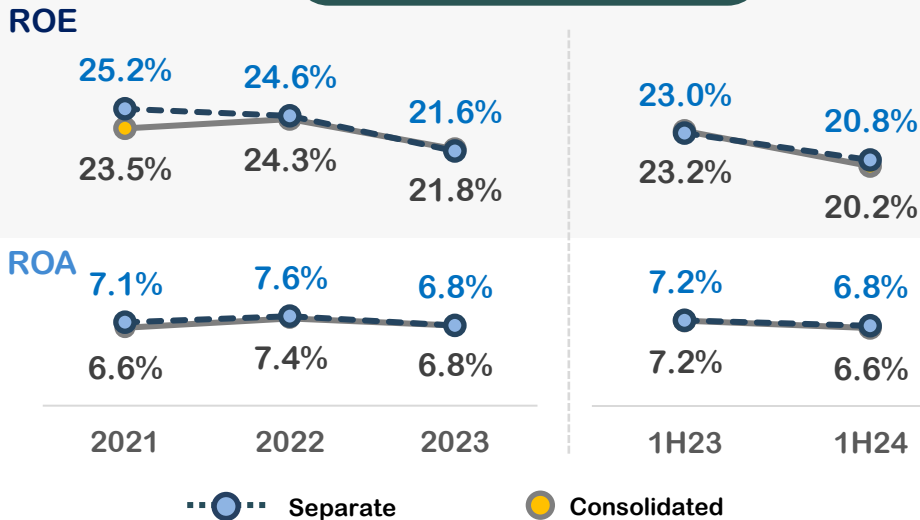 ROE
25.2% 24.6% 21.6% 23.0% 20.8%
23.5% 24.3% 21.8% 23.2% 20.2%
ROA
7.1% 7.6% 6.8% 7.2% 6.8%
6.6% 7.4% 6.8% 7.2% 6.6%
2021 2022 2023 1H23 1H24
Separate Consolidated